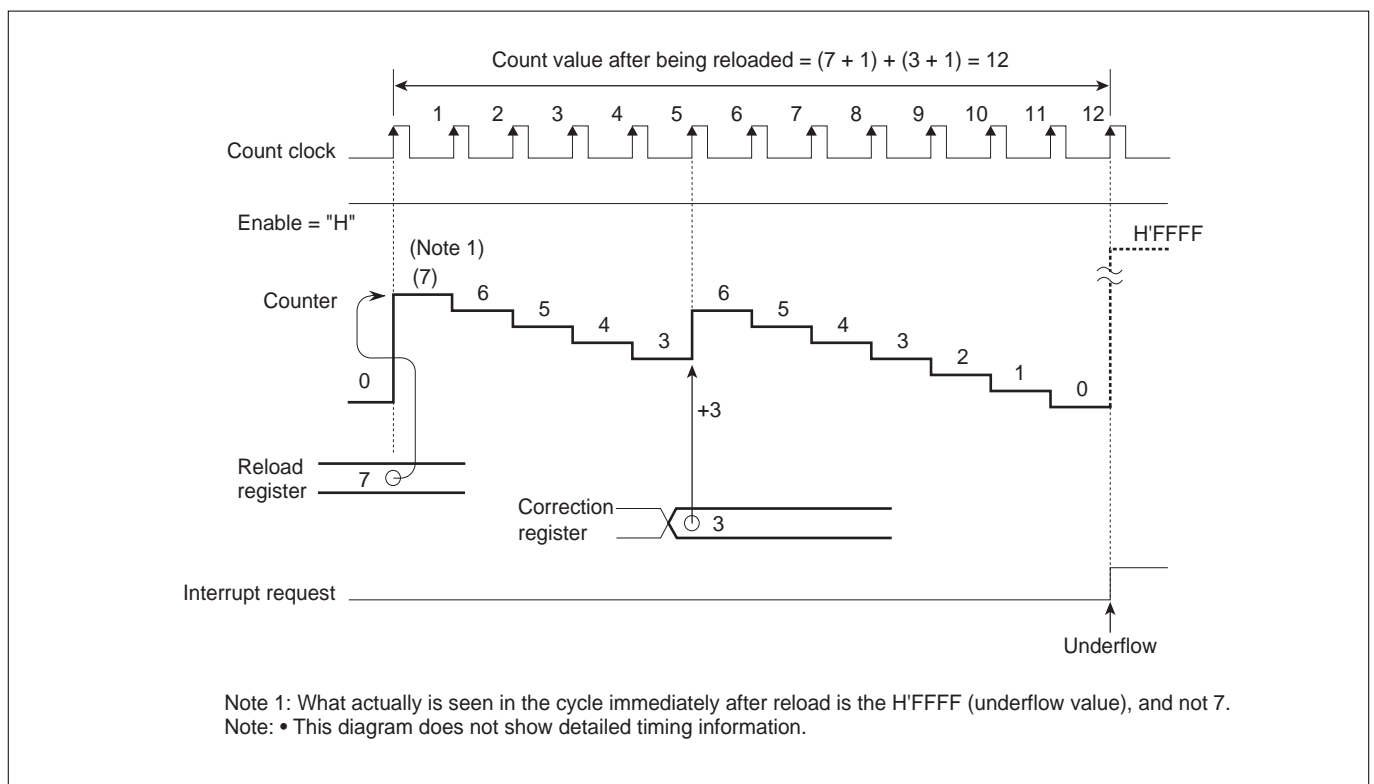 Count value after being reloaded = (7 + 1) + (3 + 1) = 12
1 2 3 4 5 6 7 8 9 10 11 12
Count clock
Enable = "H"
H'FFFF
(Note 1)
(7)
Counter
6 5 4 3 6 5 4 3 2 1 0
0
+3
Reload
register
7
Correction
register
3
Interrupt request
Underflow
Note 1: What actually is seen in the cycle immediately after reload is the H'FFFF (underflow value), and not 7.
Note: • This diagram does not show detailed timing information.